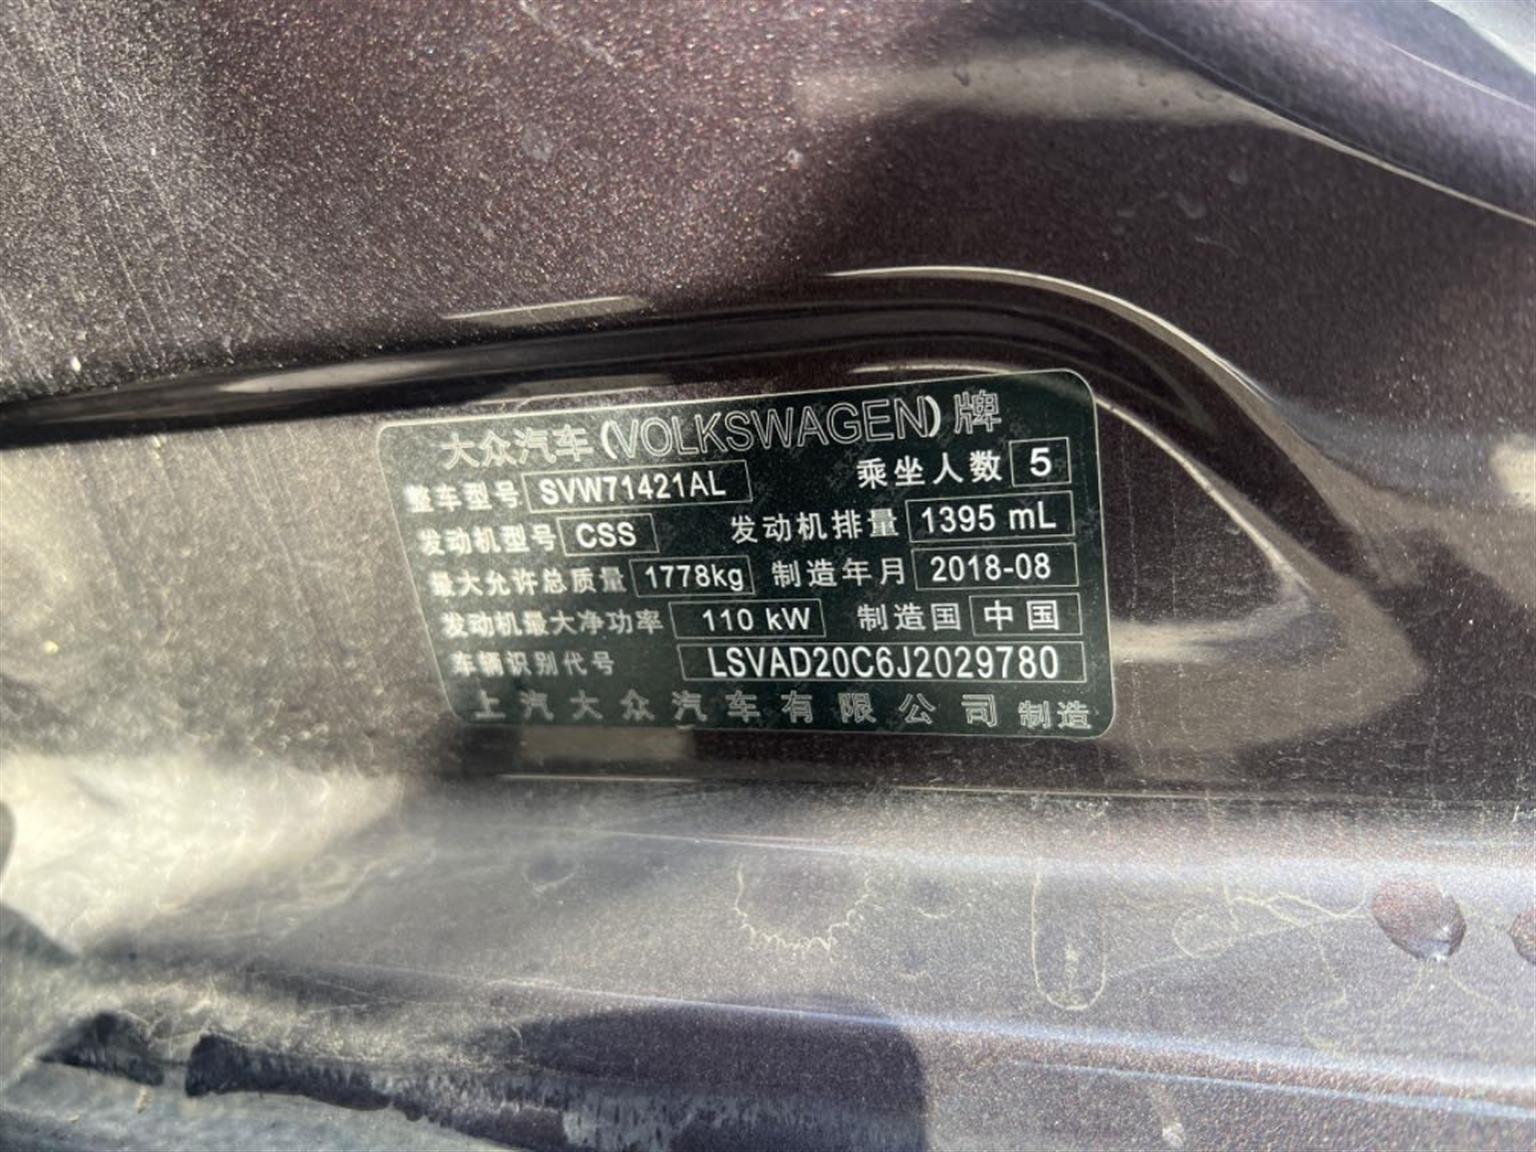 大众汽车(VOLKSWAGEN)牌
整车型号 SVW71421AL 乘坐人数 5
发动机型号 CSS 发动机排量 1395 mL
最大允许总质量 1778kg 制造年月 2018-08
发动机最大净功率 110 kW 制造国 中国
车辆识别代号 LSVAD20C6J2029780
上汽大众汽车有限公司 制造